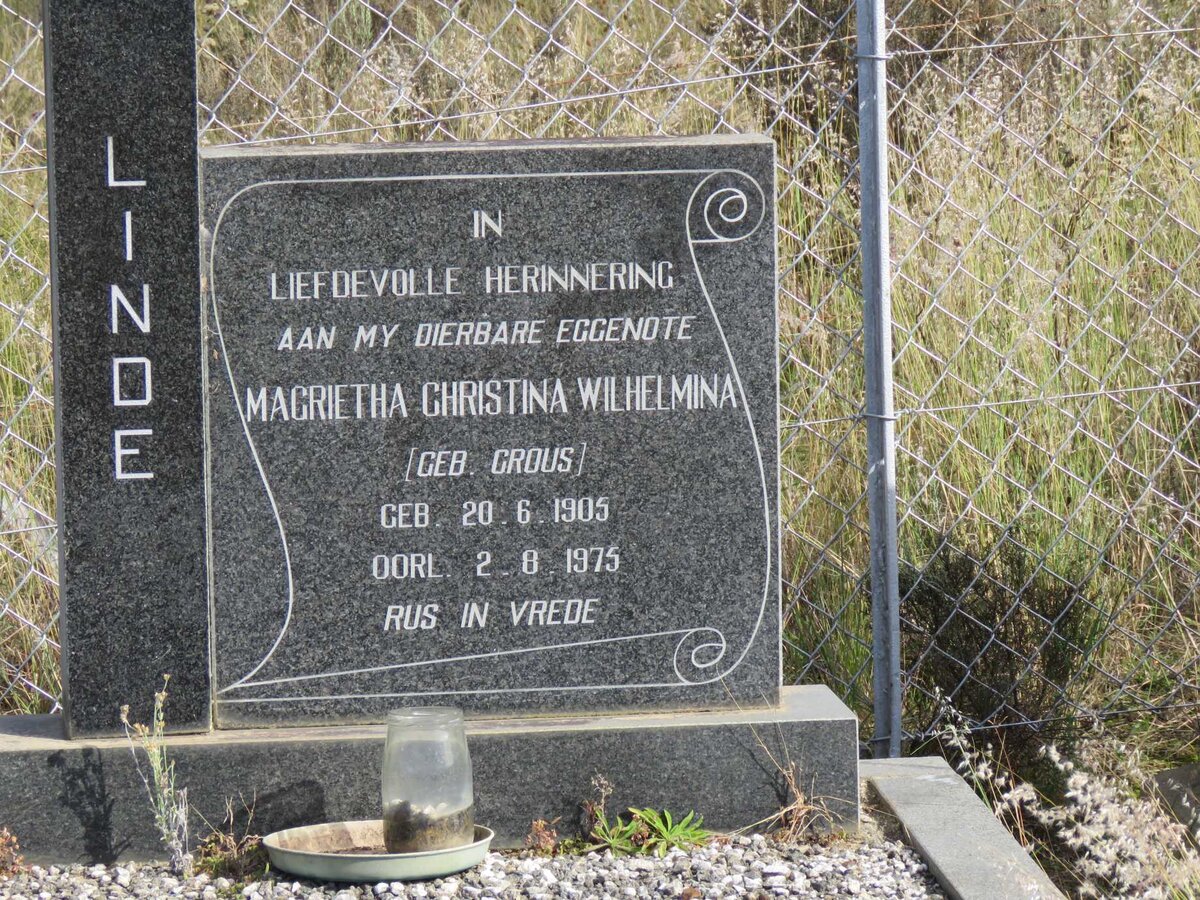 LINDE
IN
LIEFDEVOLLE HERINNERING
AAN MY DIERBARE EGGENOTE
MAGRIETHA CHRISTINA WILHELMINA
[GEB. GROUS]
GEB. 20.6.1905
OORL. 2.8.1975
RUS IN VREDE